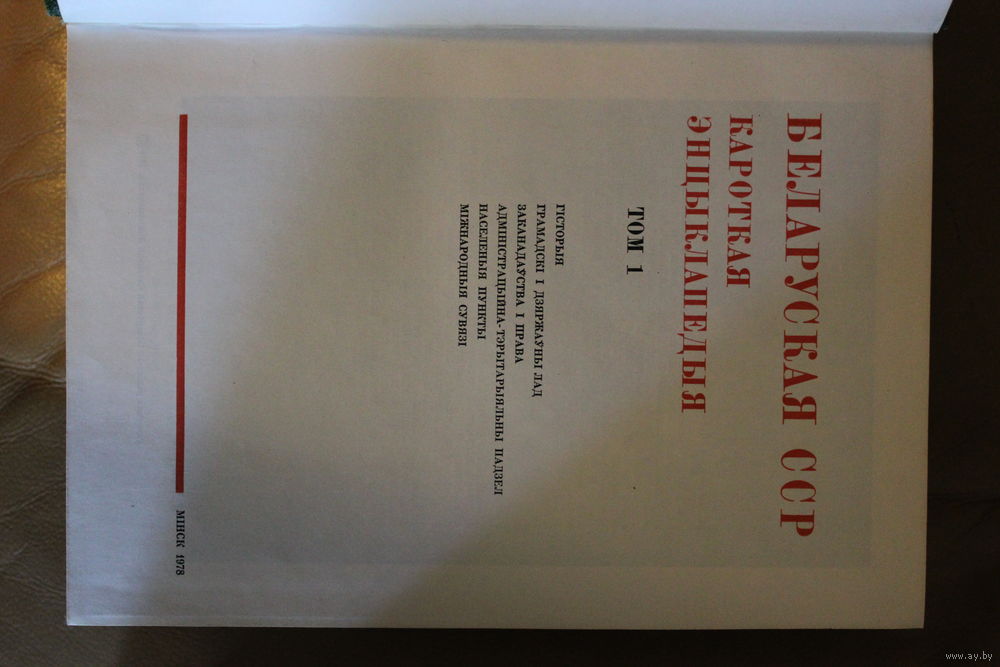 БЕЛАРУСКАЯ ССР
КАРОТКАЯ
ЭНЦЫКЛАПЕДЫЯ
ТОМ 1
ГІСТОРЫЯ
ГРАМАДСКІ І ДЗЯРЖАЎНЫ ЛАД
ЗАКАНАДАЎСТВА І ПРАВА
АДМІНІСТРАЦЫЙНА-ТЭРЫТАРЫЯЛЬНЫ ПАДЗЕЛ
НАСЕЛЕНЫЯ ПУНКТЫ
МІЖНАРОДНЫЯ СУВЯЗІ
МІНСК 1978
www.ay.by